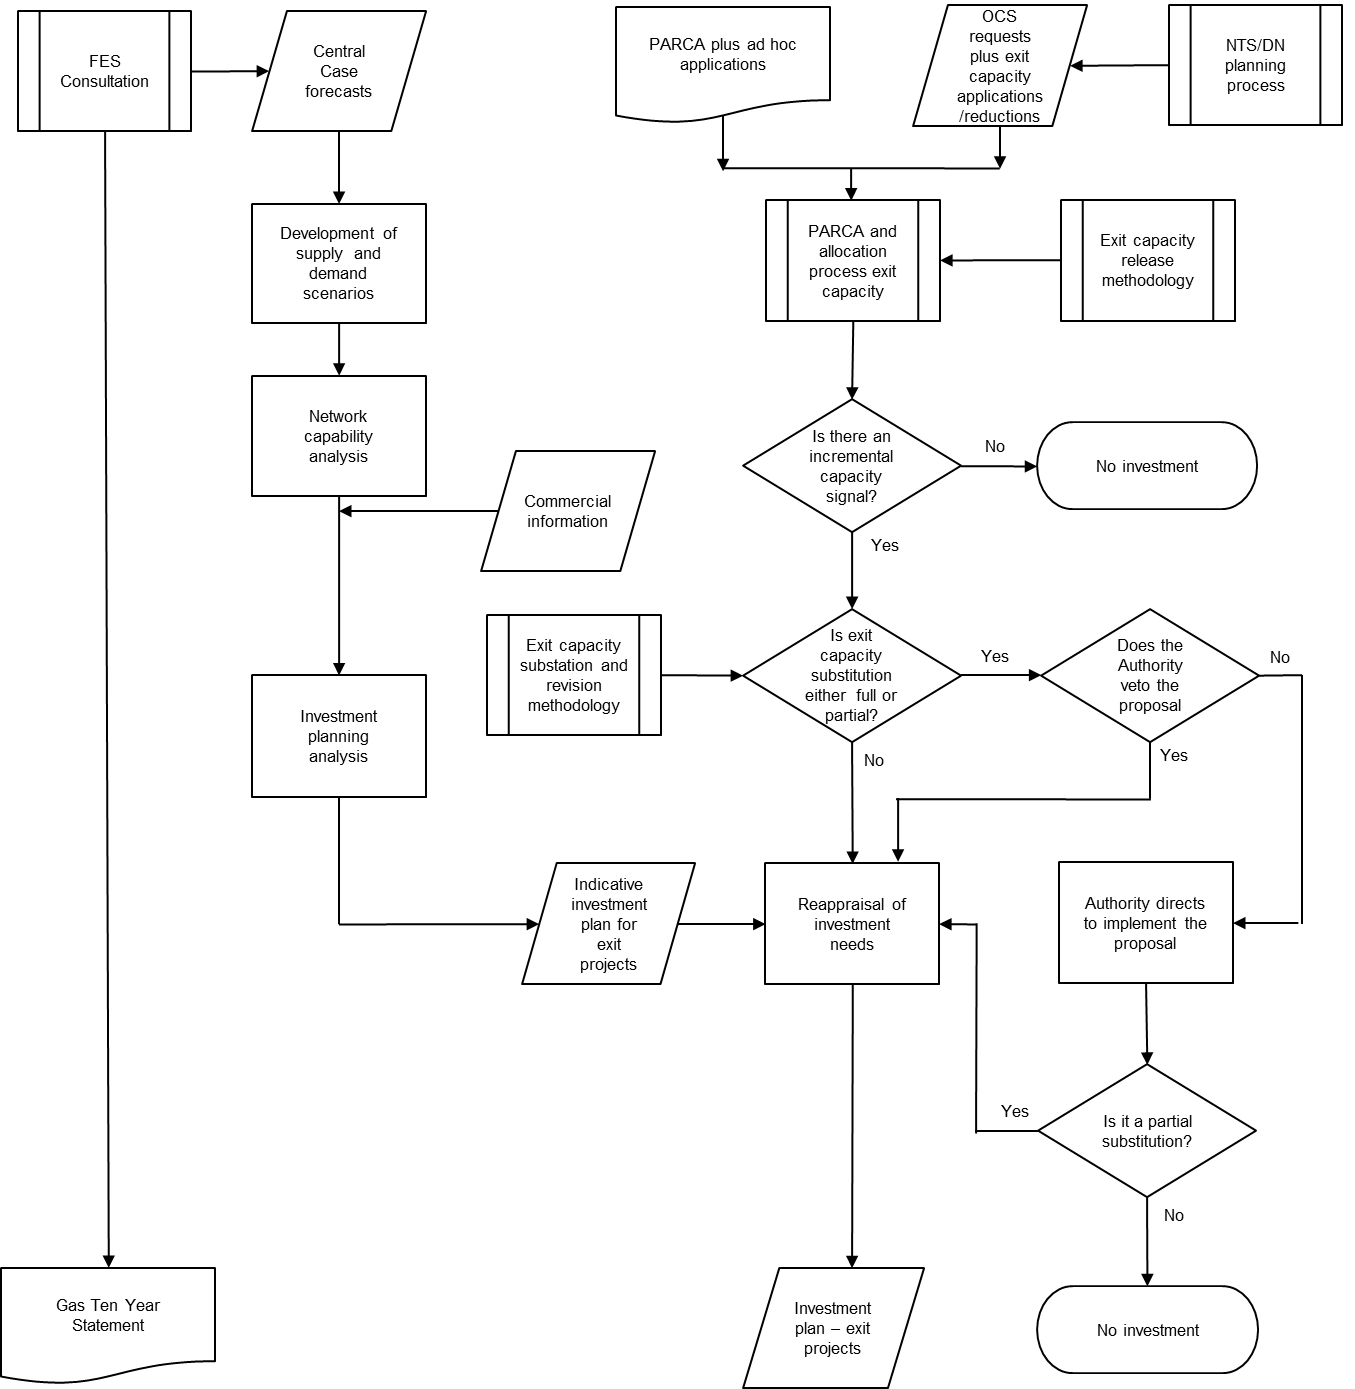 FES
Consultation
Central
Case
forecasts
PARCA plus ad hoc
applications
OCS
requests
plus exit
capacity
applications
/reductions
NTS/DN
planning
process
Development of
supply and
demand
scenarios
PARCA and
allocation
process exit
capacity
Exit capacity
release
methodology
Network
capability
analysis
Is there an
incremental
capacity
signal?
No
No investment
Commercial
information
Yes
Exit capacity
substation and
revision
methodology
Is exit
capacity
substitution
either full or
partial?
Yes
Does the
Authority
veto the
proposal
No
Investment
planning
analysis
No
Yes
Indicative
investment
plan for
exit
projects
Reappraisal of
investment
needs
Authority directs
to implement the
proposal
Yes
Is it a partial
substitution?
No
Gas Ten Year
Statement
Investment
plan – exit
projects
No investment